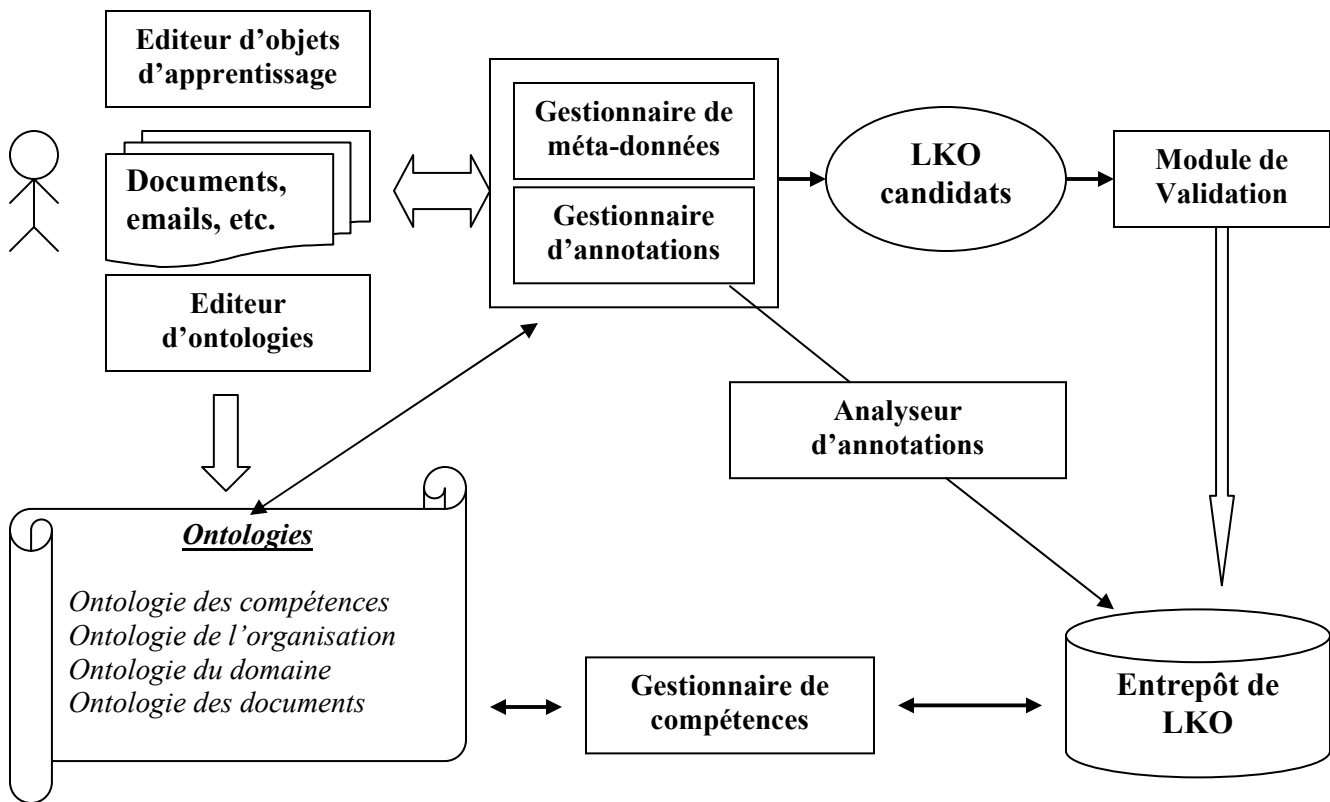 Editeur d’objets
d’apprentissage
Documents,
emails, etc.
Editeur
d’ontologies
Gestionnaire de
méta-données
Gestionnaire
d’annotations
LKO
candidats
Module de
Validation
Analyseur
d’annotations
Ontologies
Ontologie des compétences
Ontologie de l’organisation
Ontologie du domaine
Ontologie des documents
Gestionnaire de
compétences
Entrepôt de
LKO